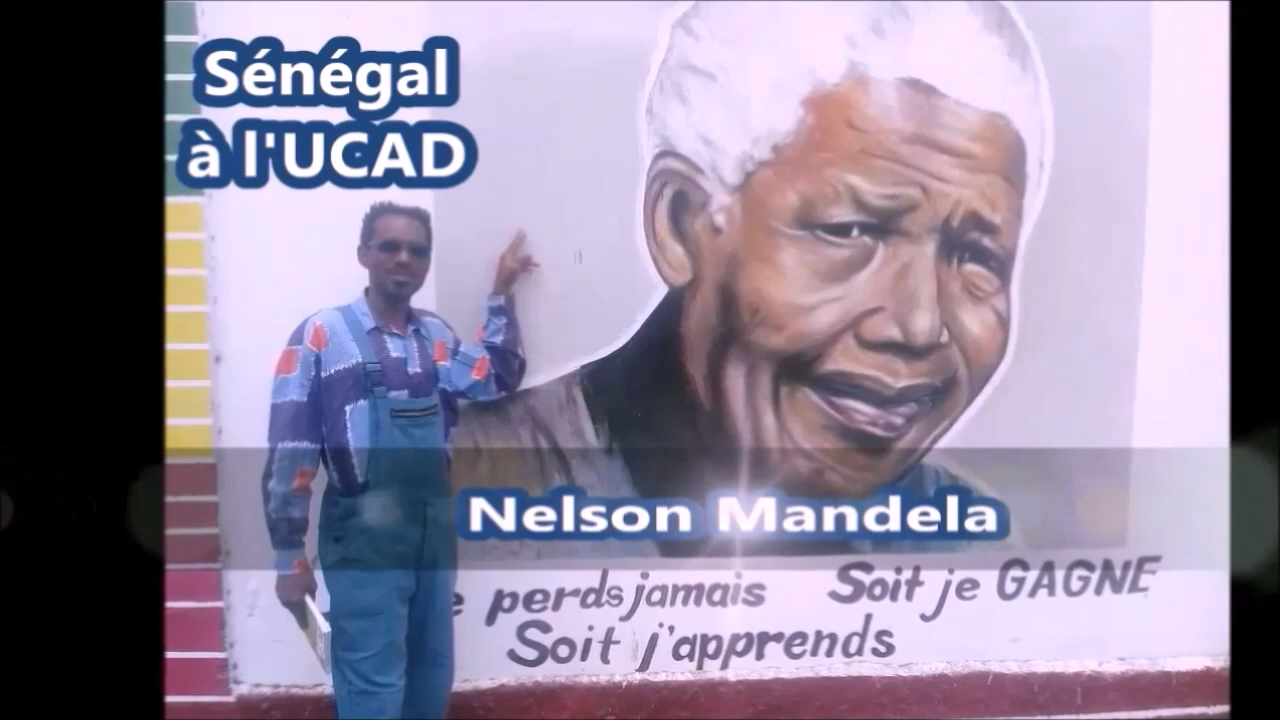 Sénégal
à l'UCAD
Nelson Mandela
e perds jamais Soit je GAGNE
Soit j'apprends